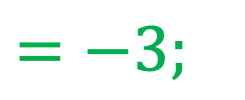 = −3;